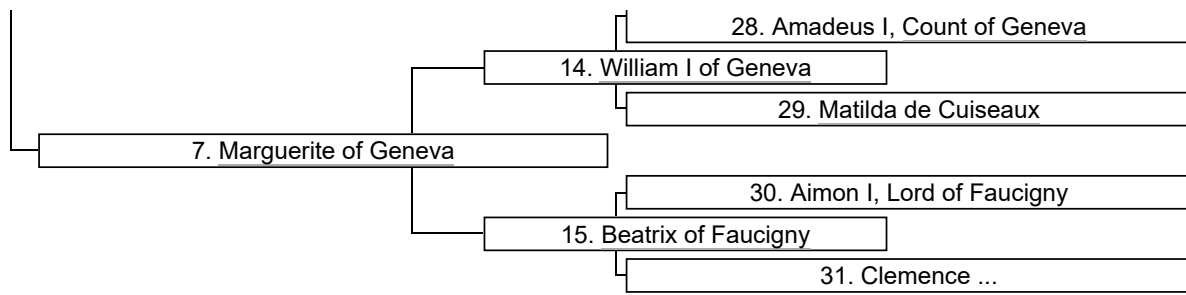 28. Amadeus I, Count of Geneva
14. William I of Geneva
29. Matilda de Cuiseaux
7. Marguerite of Geneva
30. Aimon I, Lord of Faucigny
15. Beatrix of Faucigny
31. Clemence ...